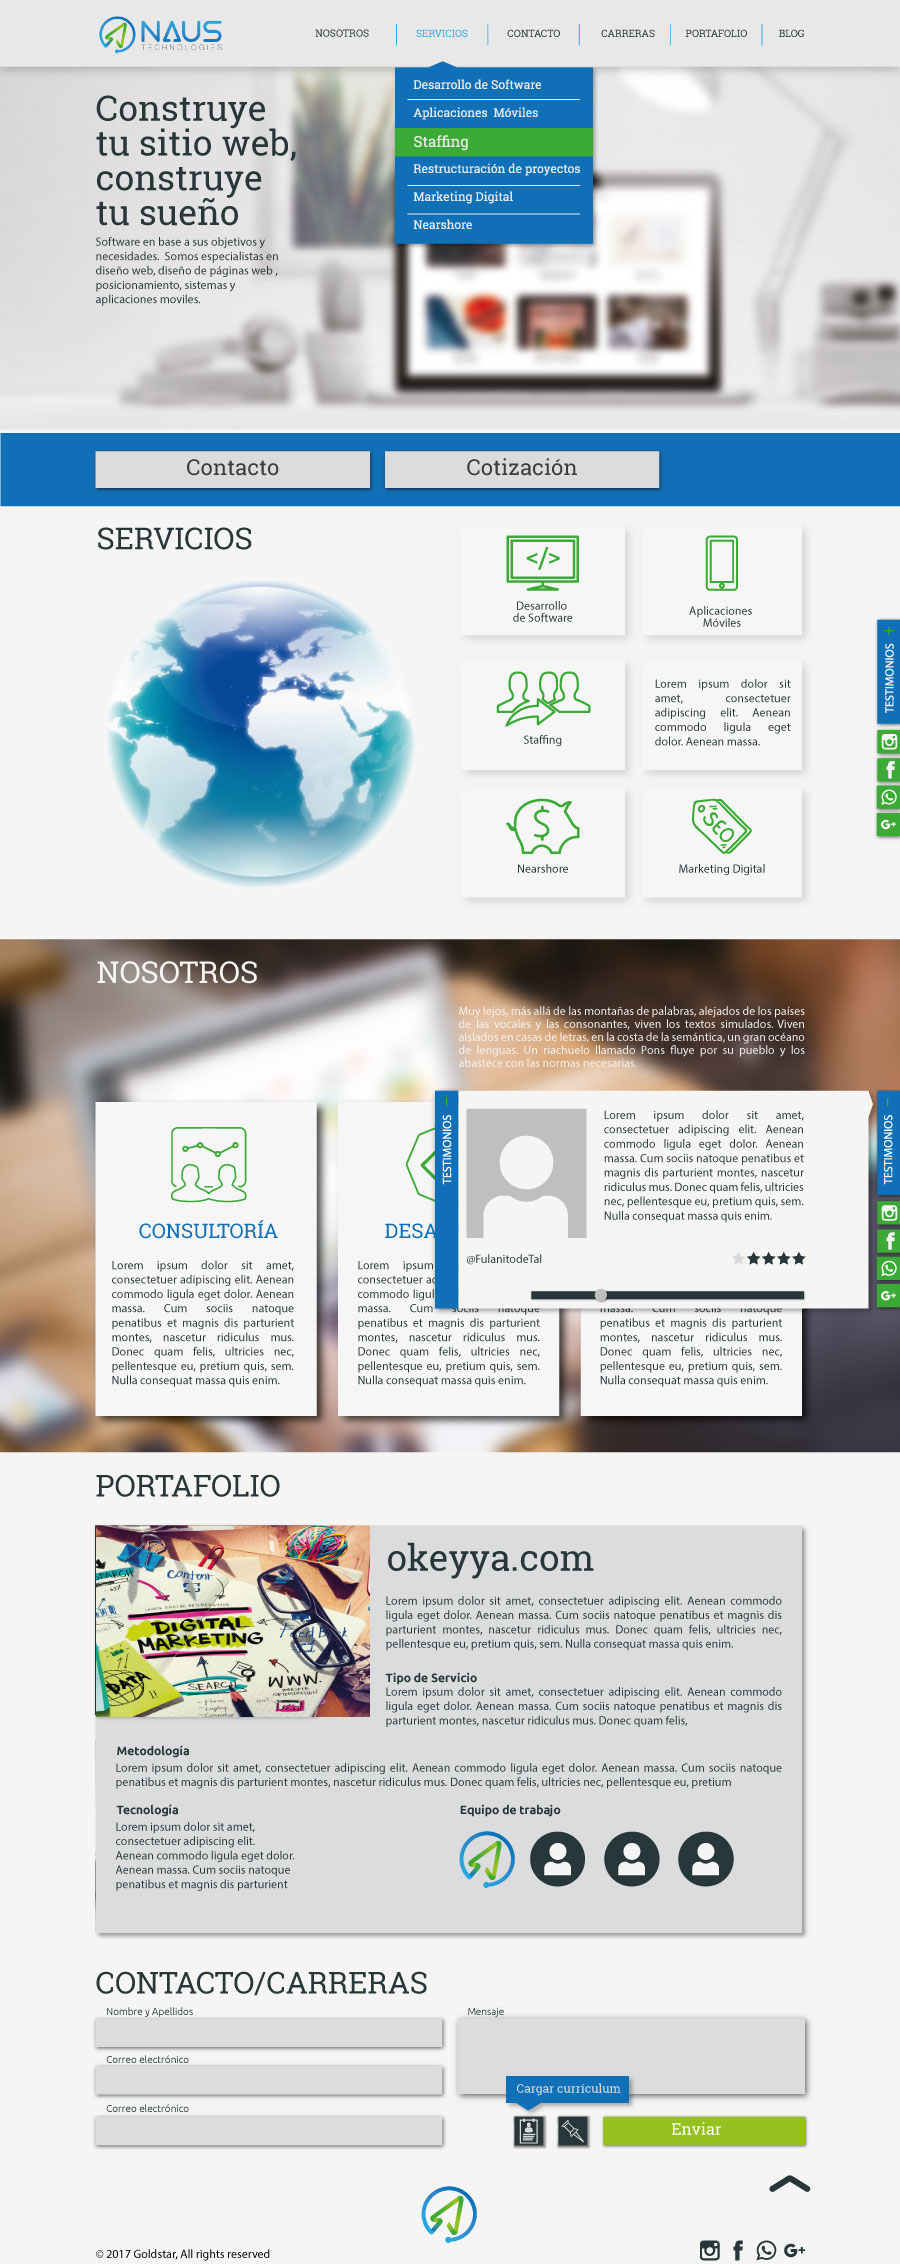 NAUS
TECHNOLOGIES
NOSOTROS
SERVICIOS
CONTACTO
CARRERAS
PORTAFOLIO
BLOG
Desarrollo de Software
Aplicaciones Móviles
Staffing
Restructuración de proyectos
Marketing Digital
Nearshore
Construye
tu sitio web,
construye
tu sueño
Software en base a sus objetivos y
necesidades. Somos especialistas en
diseño web, diseño de páginas web ,
posicionamiento, sistemas y
aplicaciones moviles.
Contacto
Cotización
SERVICIOS
</>
Desarrollo
de Software
Aplicaciones
Móviles
Staffing
Lorem ipsum dolor sit
amet, consectetuer
adipiscing elit. Aenean
commodo ligula eget
dolor. Aenean massa.
$
Nearshore
SEO
Marketing Digital
TESTIMONIOS +
G+
NOSOTROS
Muy lejos, más allá de las montañas de palabras, alejados de los países
de las vocales y las consonantes, viven los textos simulados. Viven
aislados en casas de letras, en la costa de la semántica, un gran océano
de lenguas. Un riachuelo llamado Pons fluye por su pueblo y los
abastece con las normas necesarias.
CONSULTORÍA
Lorem ipsum dolor sit amet,
consectetuer adipiscing elit. Aenean
commodo ligula eget dolor. Aenean
massa. Cum sociis natoque
penatibus et magnis dis parturient
montes, nascetur ridiculus mus.
Donec quam felis, ultricies nec,
pellentesque eu, pretium quis, sem.
Nulla consequat massa quis enim.
DESA
Lorem ipsum
consectetuer
commodo
massa. Cum sociis natoque
penatibus et magnis dis parturient
montes, nascetur ridiculus mus.
Donec quam felis, ultricies nec,
pellentesque eu, pretium quis, sem.
Nulla consequat massa quis enim.
massa. Cum sociis natoque
penatibus et magnis dis parturient
montes, nascetur ridiculus mus.
Donec quam felis, ultricies nec,
pellentesque eu, pretium quis, sem.
Nulla consequat massa quis enim.
TESTIMONIOS
Lorem ipsum dolor sit amet,
consectetuer adipiscing elit. Aenean
commodo ligula eget dolor. Aenean
massa. Cum sociis natoque penatibus et
magnis dis parturient montes, nascetur
ridiculus mus. Donec quam felis, ultricies
nec, pellentesque eu, pretium quis, sem.
Nulla consequat massa quis enim.
@FulanitodeTal
TESTIMONIOS
G+
PORTAFOLIO
Content
DIGITAL
MARKETING
DATA
SEARCH
WWW.
okeyya.com
Lorem ipsum dolor sit amet, consectetuer adipiscing elit. Aenean commodo
ligula eget dolor. Aenean massa. Cum sociis natoque penatibus et magnis dis
parturient montes, nascetur ridiculus mus. Donec quam felis, ultricies nec,
pellentesque eu, pretium quis, sem. Nulla consequat massa quis enim.
Tipo de Servicio
Lorem ipsum dolor sit amet, consectetuer adipiscing elit. Aenean commodo
ligula eget dolor. Aenean massa. Cum sociis natoque penatibus et magnis dis
parturient montes, nascetur ridiculus mus. Donec quam felis,
Metodología
Lorem ipsum dolor sit amet, consectetuer adipiscing elit. Aenean commodo ligula eget dolor. Aenean massa. Cum sociis natoque
penatibus et magnis dis parturient montes, nascetur ridiculus mus. Donec quam felis, ultricies nec, pellentesque eu, pretium
Tecnología
Lorem ipsum dolor sit amet,
consectetuer adipiscing elit.
Aenean commodo ligula eget dolor.
Aenean massa. Cum sociis natoque
penatibus et magnis dis parturient
Equipo de trabajo
CONTACTO/CARRERAS
Nombre y Apellidos
Correo electrónico
Correo electrónico
Mensaje
Cargar currículum
Enviar
© 2017 Goldstar, All rights reserved
G+